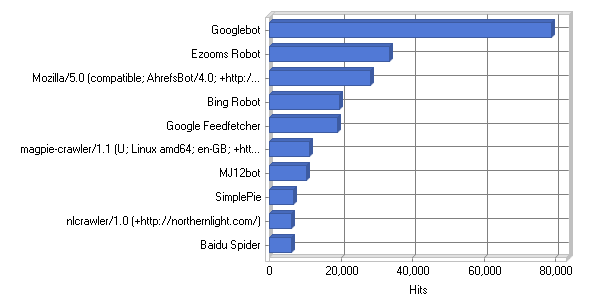 Googlebot
Ezooms Robot
Mozilla/5.0 (compatible; AhrefsBot/4.0; +http:/...
Bing Robot
Google Feedfetcher
magpie-crawler/1.1 (U; Linux amd64; en-GB; +htt...
MJ12bot
SimplePie
nlcrawler/1.0 (+http://northernlight.com/)
Baidu Spider
0 20,000 40,000 60,000 80,000
Hits